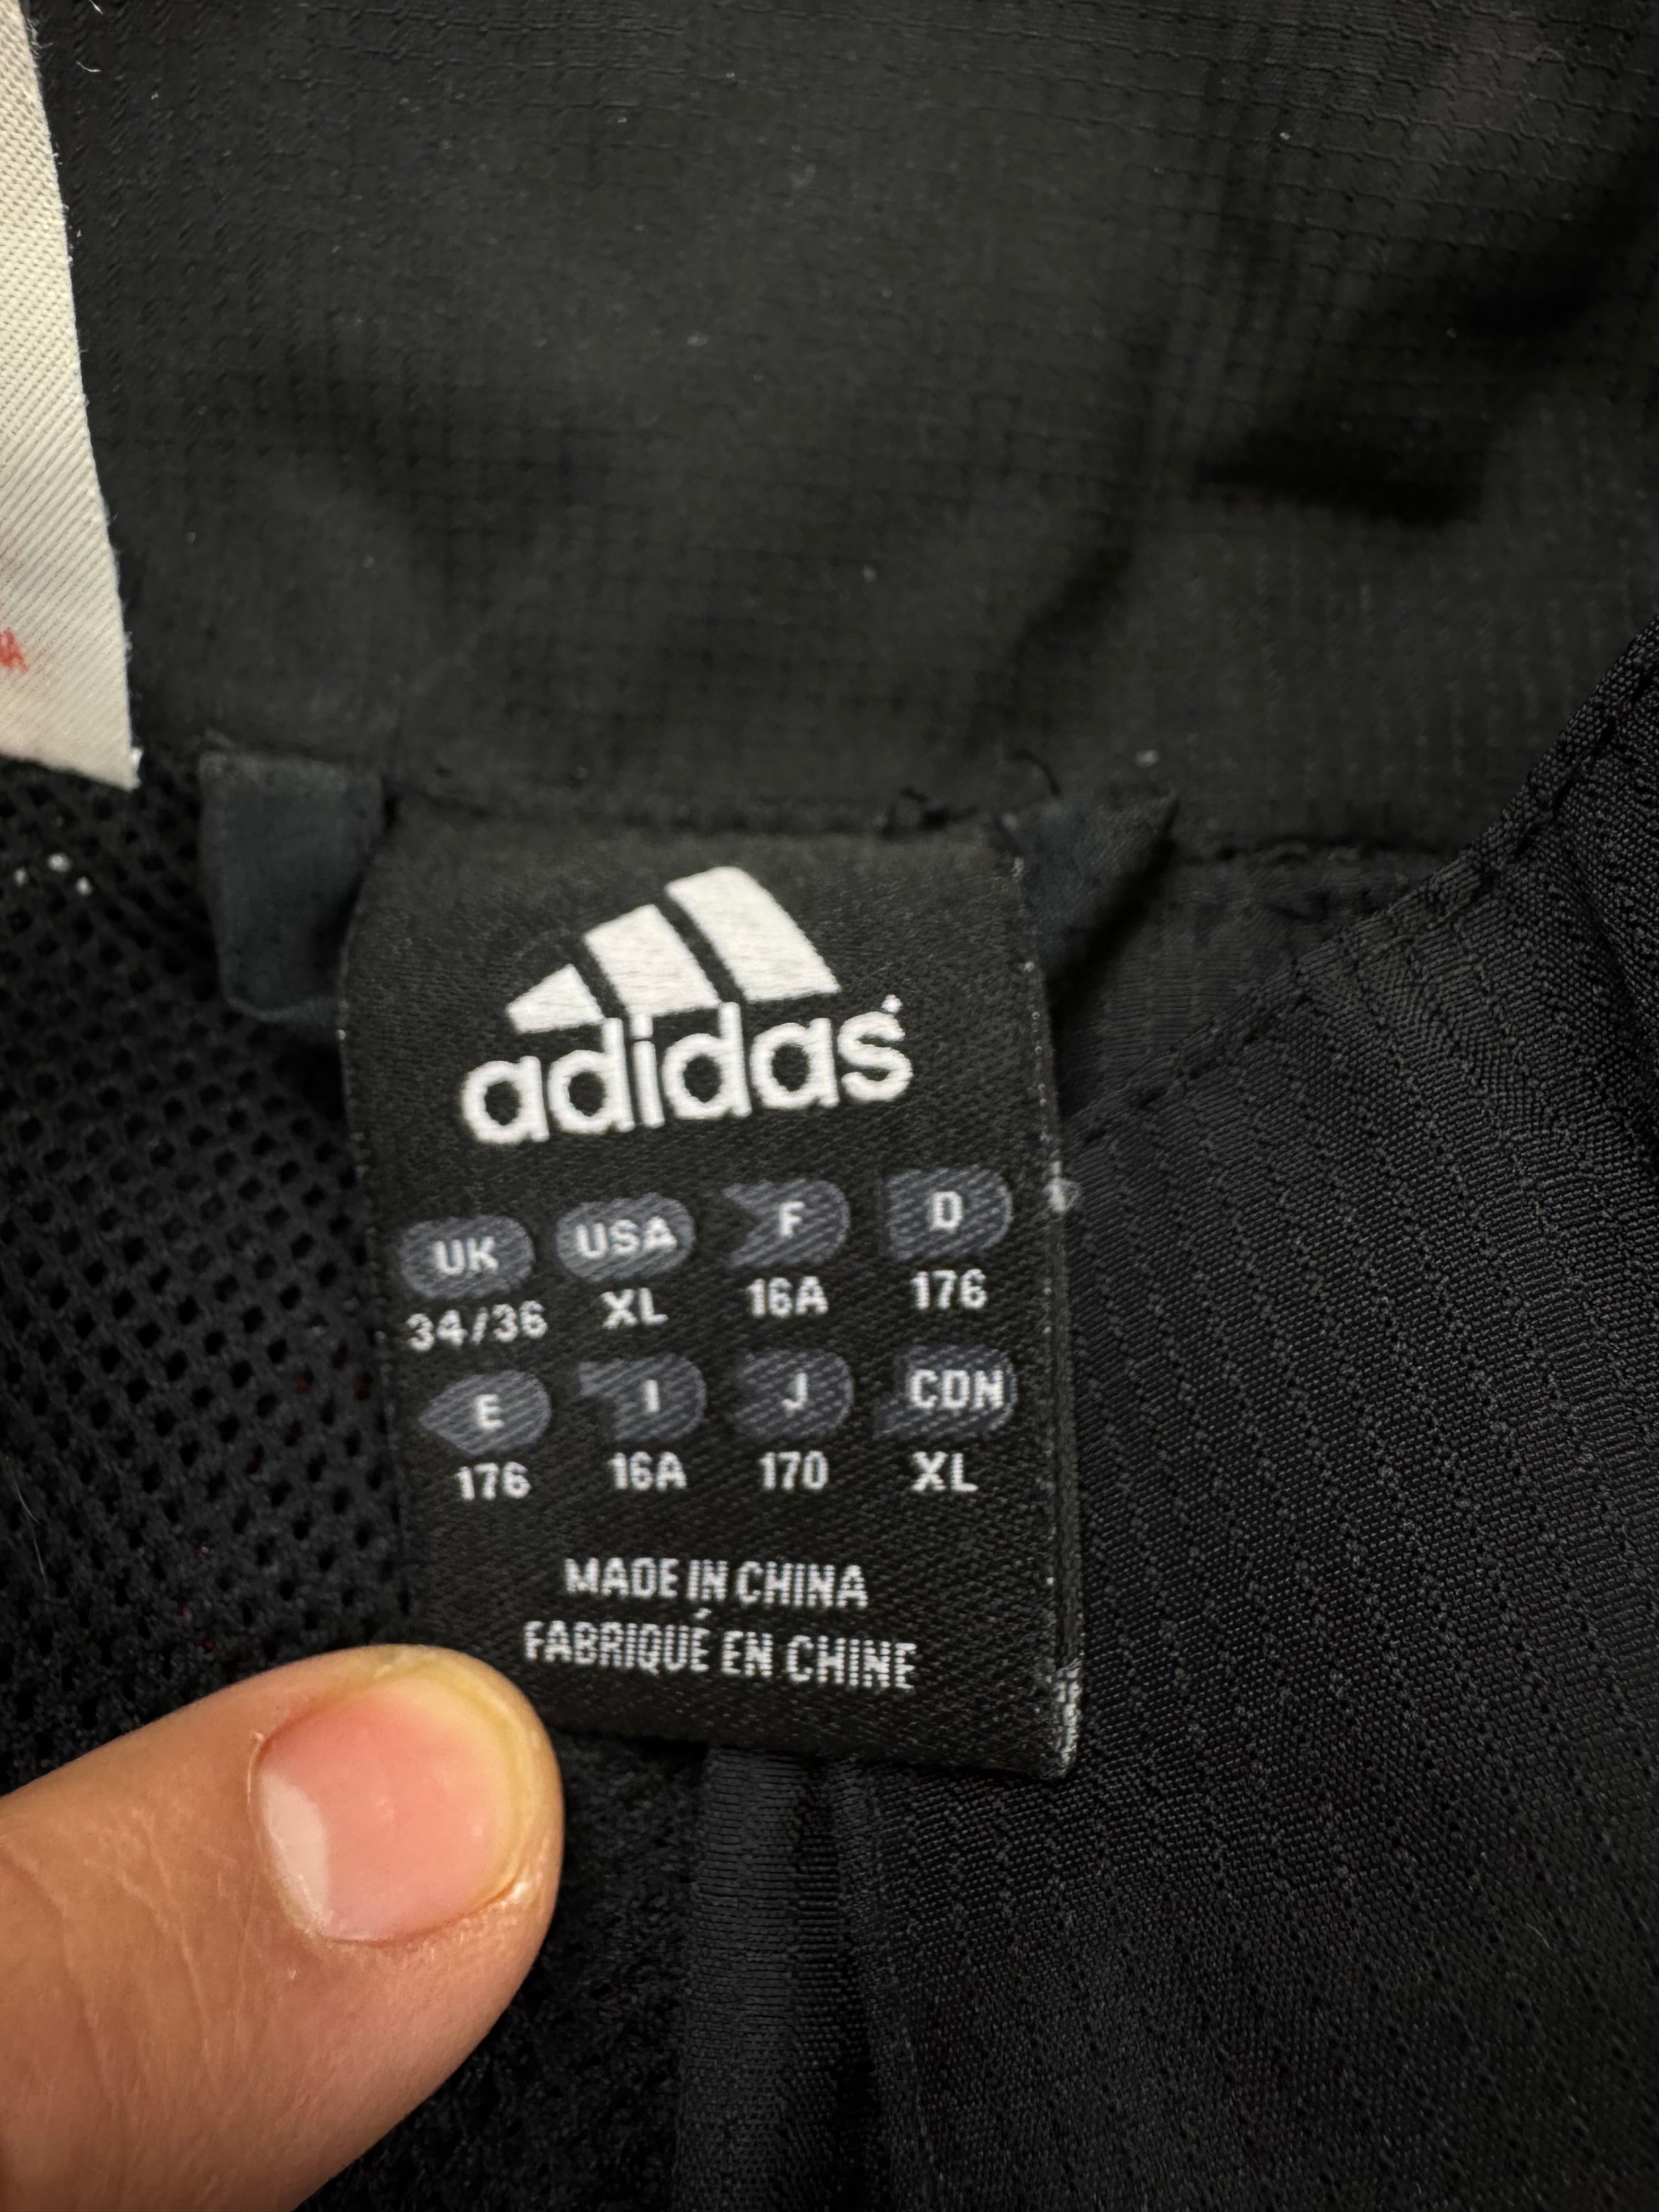 adidas
UK USA F D
34/36 XL 16A 176
E I J CDN
176 16A 170 XL
MADE IN CHINA
FABRIQUÉ EN CHINE